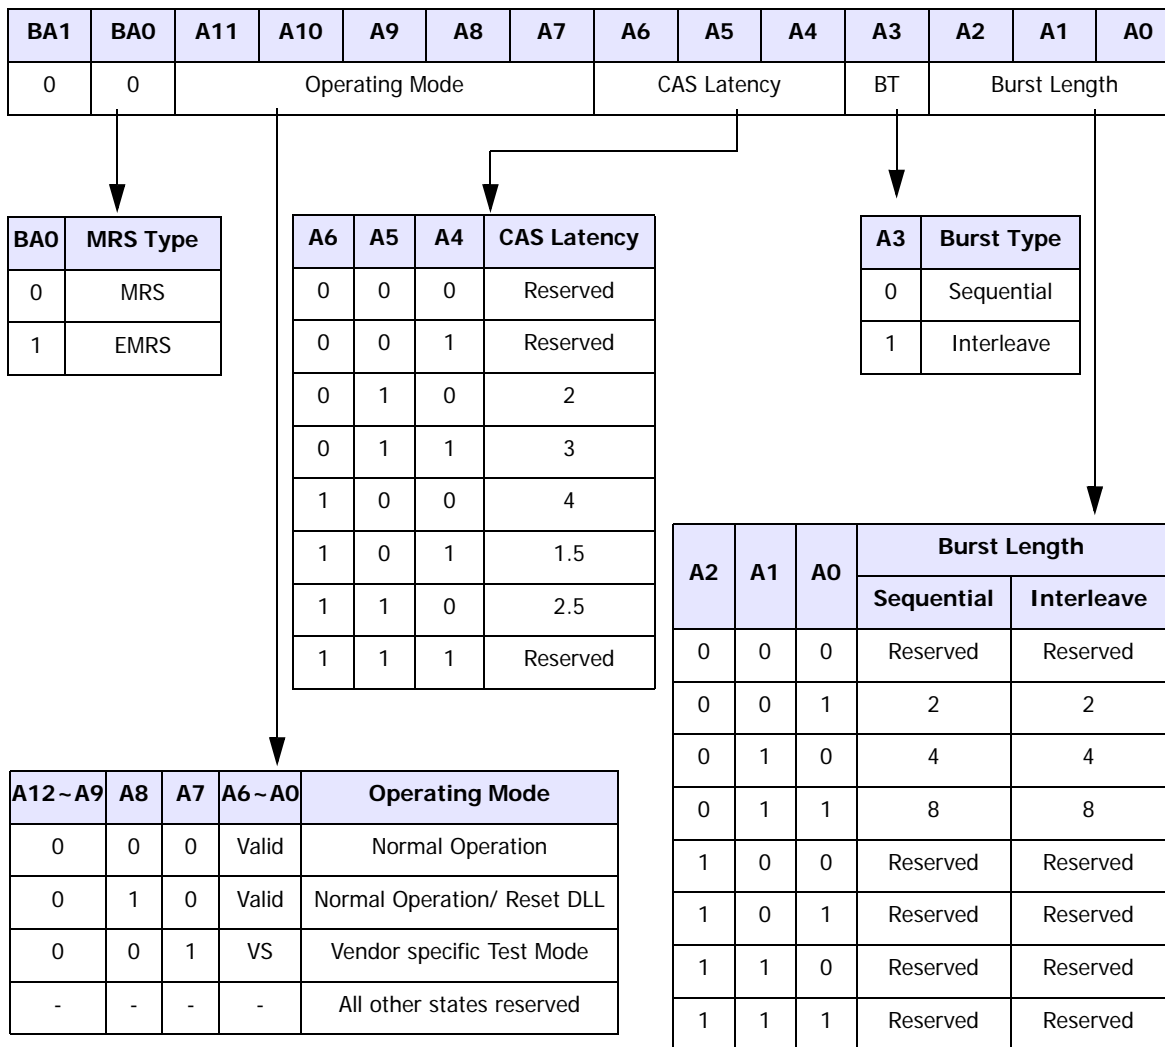 BA1 BA0 A11 A10 A9 A8 A7 A6 A5 A4 A3 A2 A1 A0
0 0 Operating Mode CAS Latency BT Burst Length
BA0 MRS Type
0 MRS
1 EMRS
A6 A5 A4 CAS Latency
0 0 0 Reserved
0 0 1 Reserved
0 1 0 2
0 1 1 3
1 0 0 4
1 0 1 1.5
1 1 0 2.5
1 1 1 Reserved
A3 Burst Type
0 Sequential
1 Interleave
A2 A1 A0 Burst Length
Sequential Interleave
0 0 0 Reserved Reserved
0 0 1 2 2
0 1 0 4 4
0 1 1 8 8
1 0 0 Reserved Reserved
1 0 1 Reserved Reserved
1 1 0 Reserved Reserved
1 1 1 Reserved Reserved
A12~A9 A8 A7 A6~A0 Operating Mode
0 0 0 Valid Normal Operation
0 1 0 Valid Normal Operation/ Reset DLL
0 0 1 VS Vendor specific Test Mode
- - - - All other states reserved